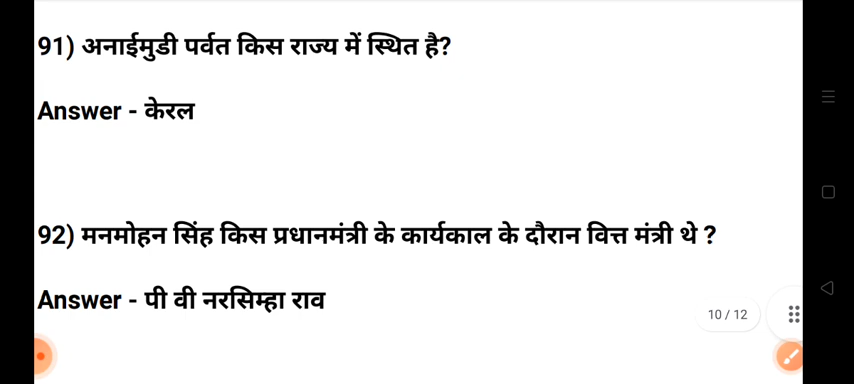 91) अनाईमुडी पर्वत किस राज्य में स्थित है?
Answer - केरल
92) मनमोहन सिंह किस प्रधानमंत्री के कार्यकाल के दौरान वित्त मंत्री थे ?
Answer - पी वी नरसिम्हा राव
10 / 12